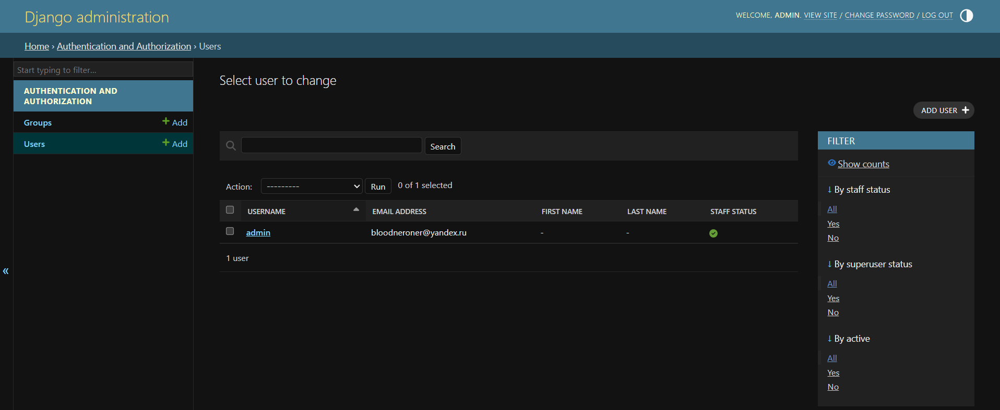 Django administration
WELCOME, ADMIN. VIEW SITE / CHANGE PASSWORD / LOG OUT
Home › Authentication and Authorization › Users
Start typing to filter...
AUTHENTICATION AND
AUTHORIZATION
Groups + Add
Users + Add
«
Select user to change
ADD USER +
Search
Action: --------- Run 0 of 1 selected
USERNAME EMAIL ADDRESS FIRST NAME LAST NAME STAFF STATUS
admin bloodneroner@yandex.ru - -
1 user
FILTER
Show counts
↓ By staff status
All
Yes
No
↓ By superuser status
All
Yes
No
↓ By active
All
Yes
No